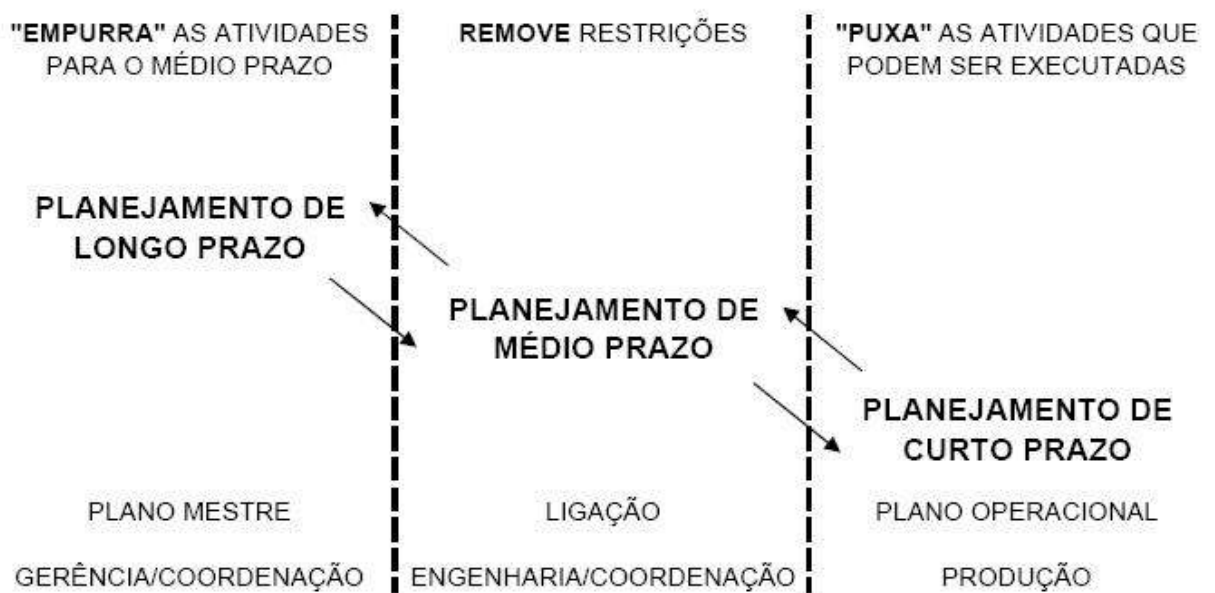 "EMPURRA" AS ATIVIDADES
PARA O MÉDIO PRAZO
REMOVE RESTRIÇÕES
"PUXA" AS ATIVIDADES QUE
PODEM SER EXECUTADAS
PLANEJAMENTO DE
LONGO PRAZO
PLANEJAMENTO DE
MÉDIO PRAZO
PLANEJAMENTO DE
CURTO PRAZO
PLANO MESTRE
LIGAÇÃO
PLANO OPERACIONAL
GERÊNCIA/COORDENAÇÃO
ENGENHARIA/COORDENAÇÃO
PRODUÇÃO